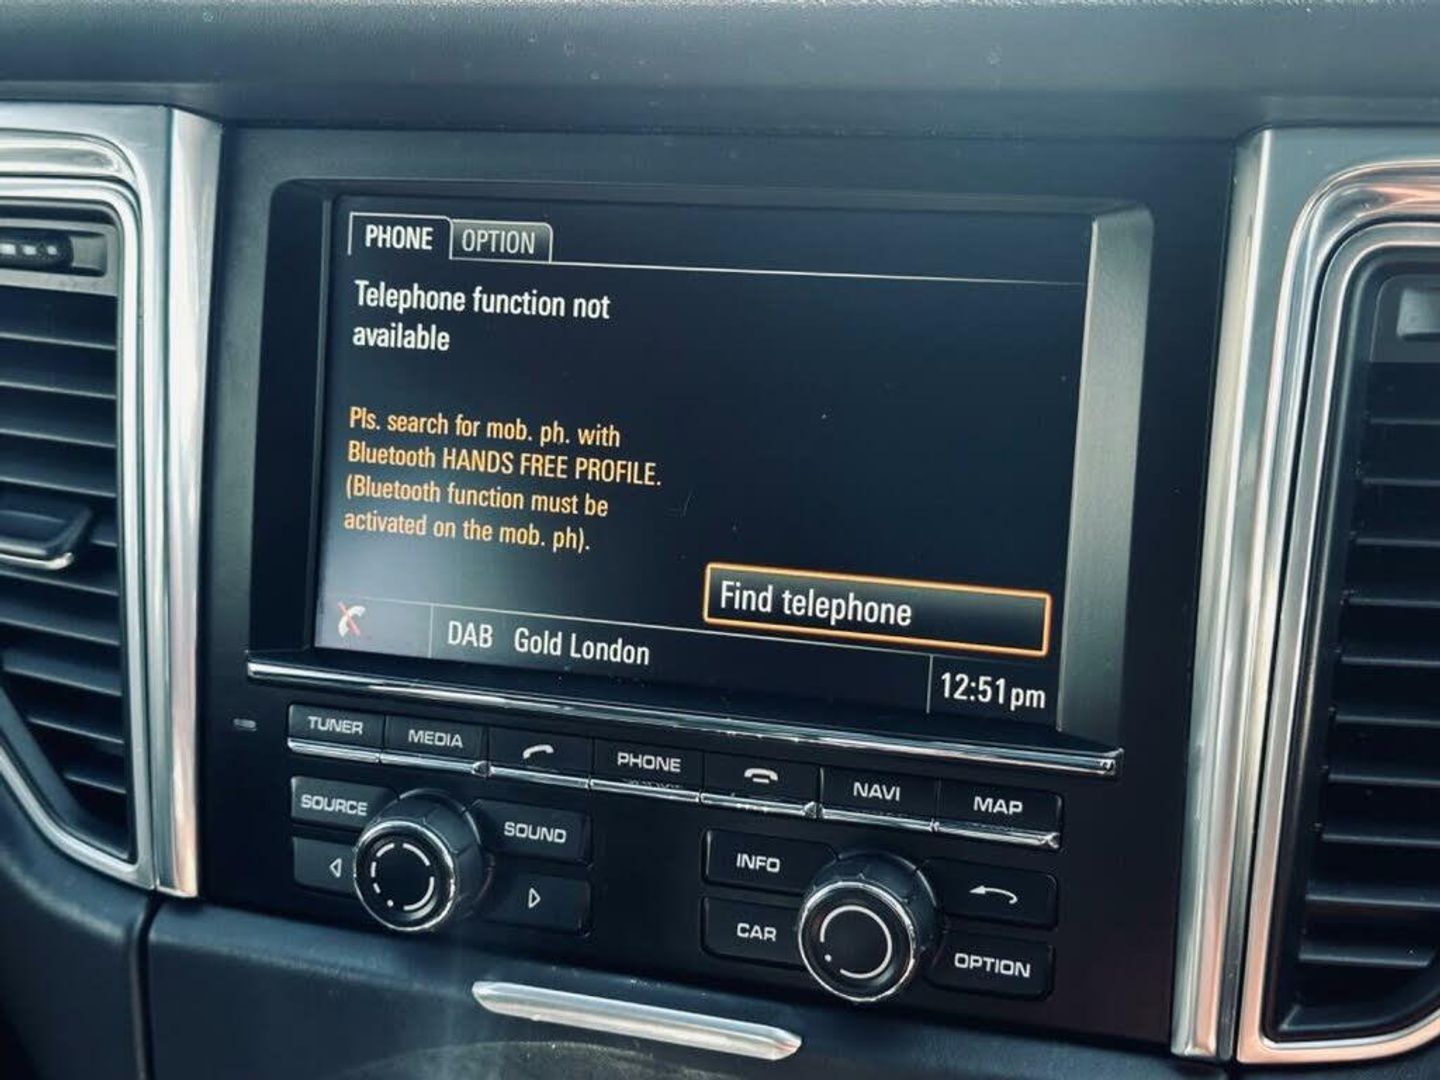 PHONE OPTION
Telephone function not
available
Pls. search for mob. ph. with
Bluetooth HANDS FREE PROFILE.
(Bluetooth function must be
activated on the mob. ph).
Find telephone
DAB Gold London
12:51pm
TUNER MEDIA PHONE NAVI MAP
SOURCE SOUND INFO
CAR OPTION